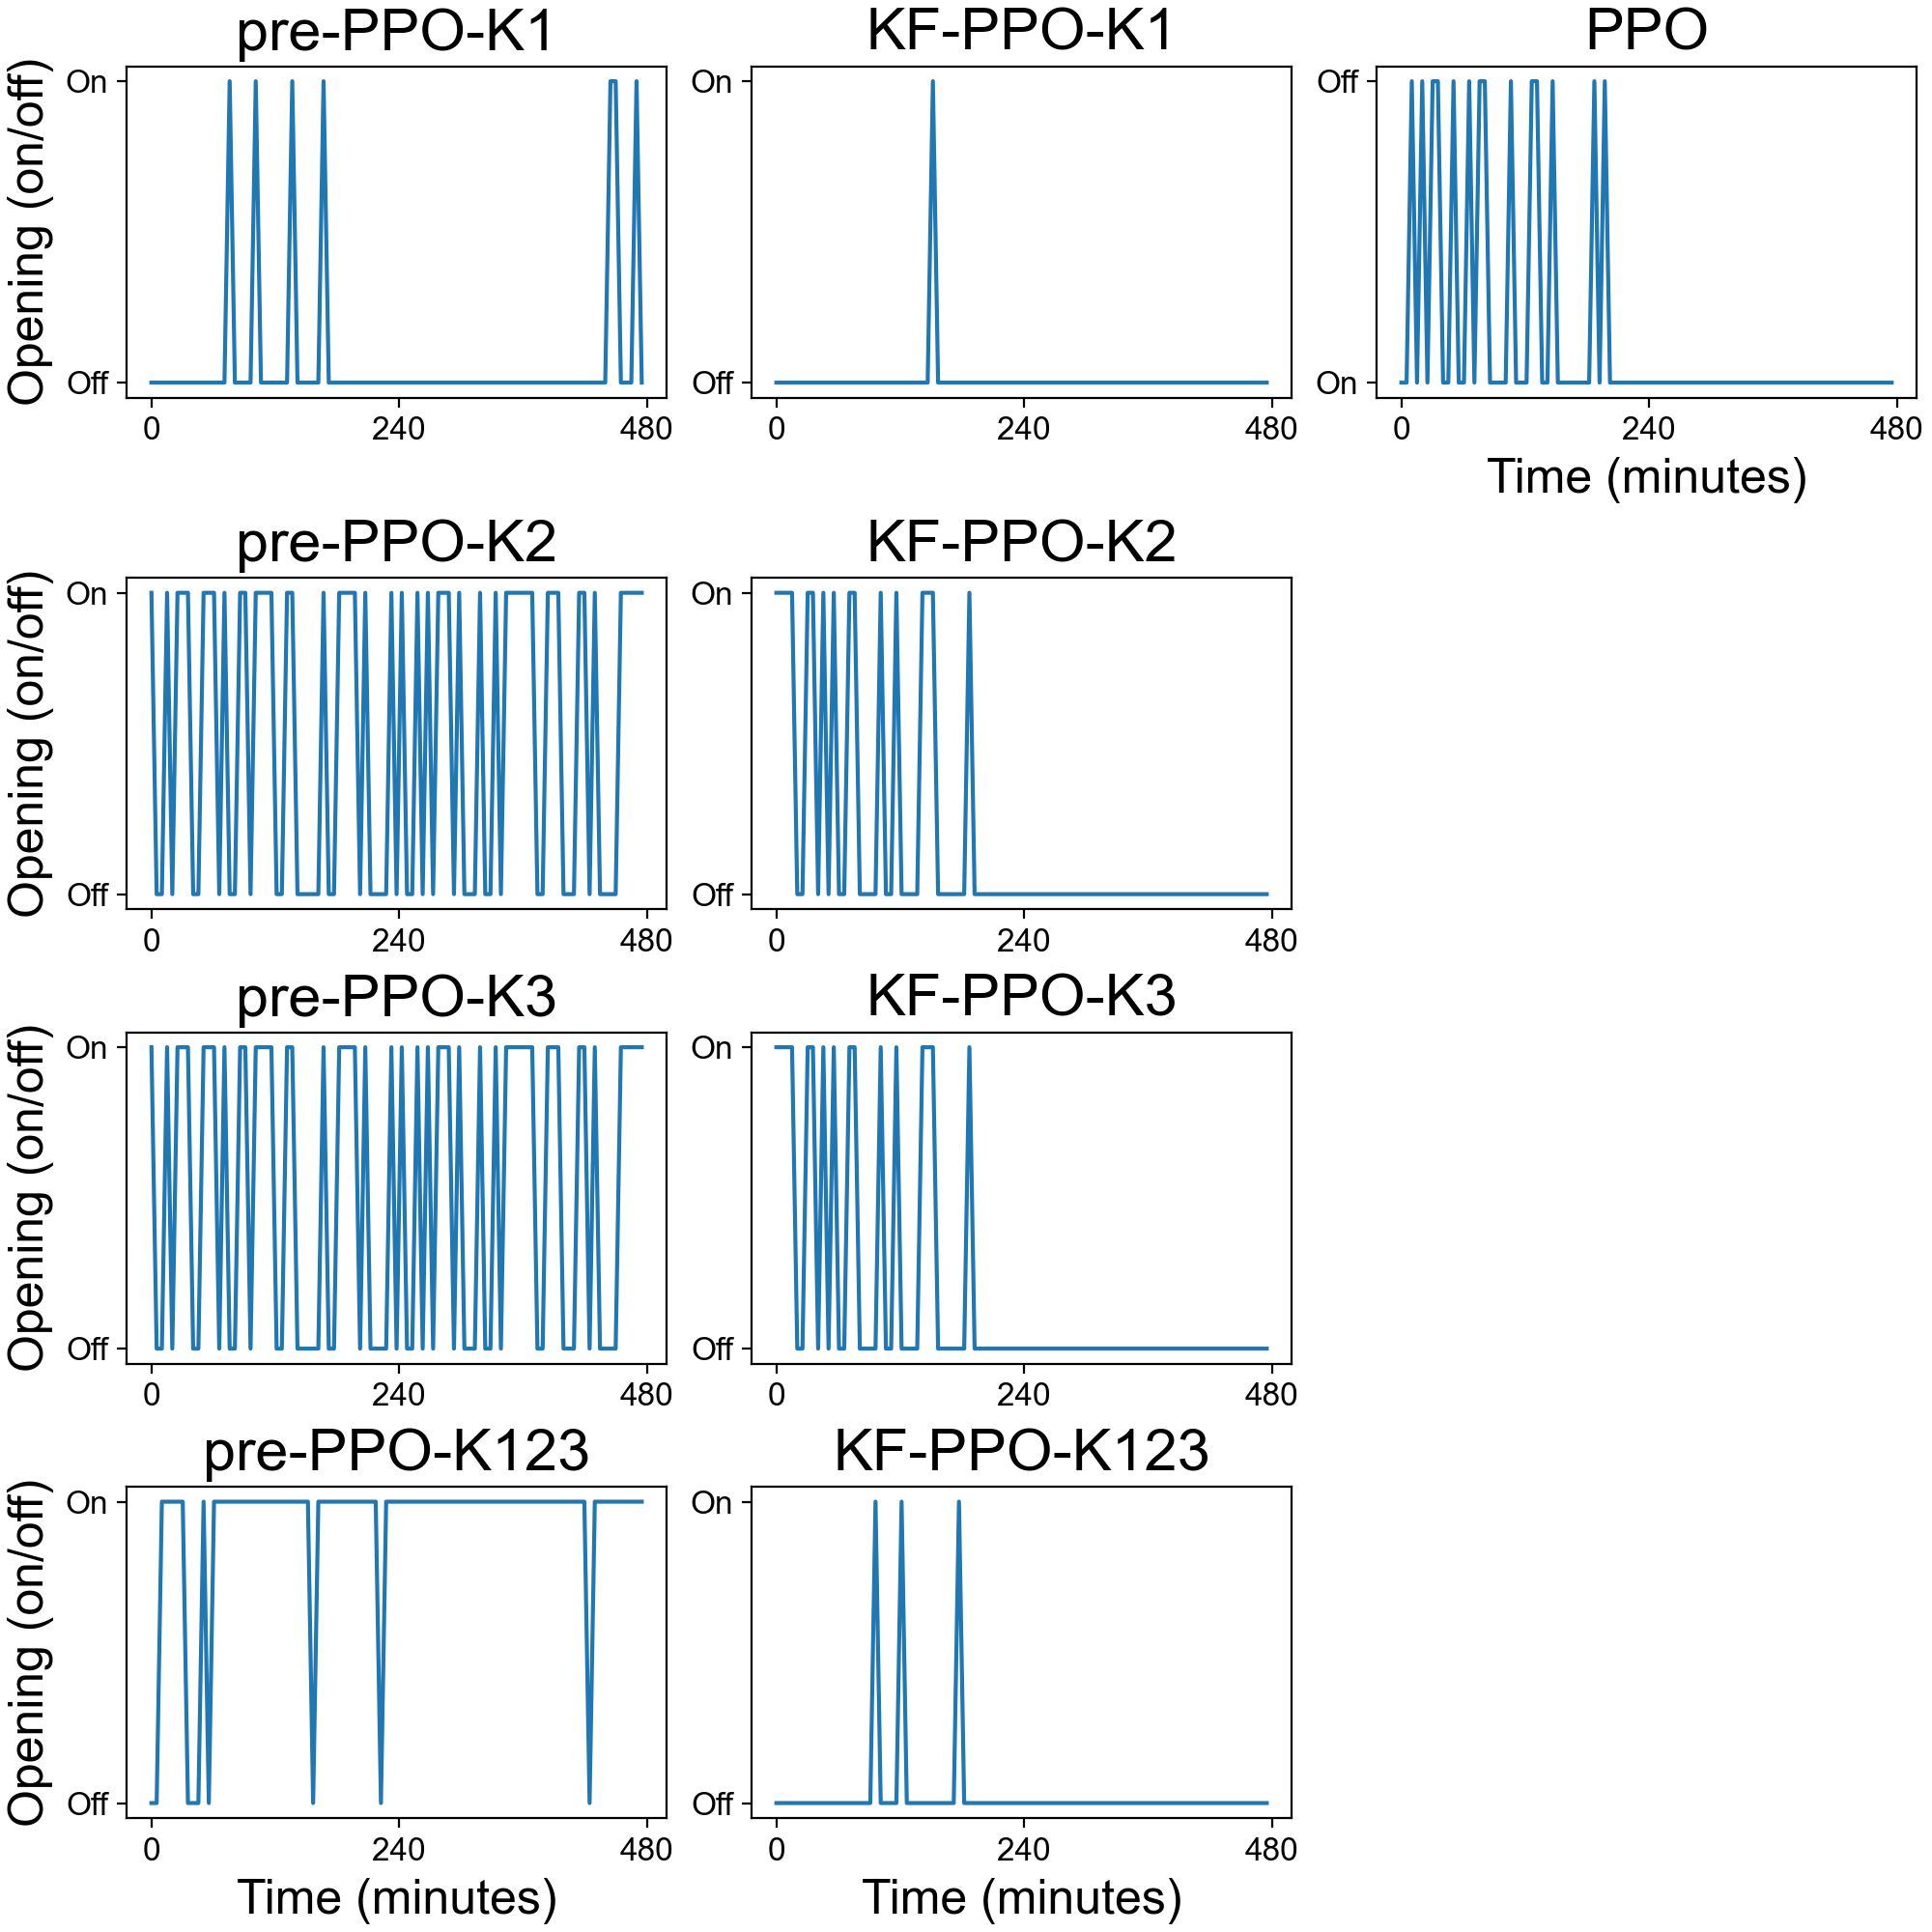 pre-PPO-K1
KF-PPO-K1
PPO
Opening (on/off)
On
Off
0
240
480
On
Off
0
240
480
Off
On
0
240
480
Time (minutes)
pre-PPO-K2
KF-PPO-K2
Opening (on/off)
On
Off
0
240
480
On
Off
0
240
480
pre-PPO-K3
KF-PPO-K3
Opening (on/off)
On
Off
0
240
480
On
Off
0
240
480
pre-PPO-K123
KF-PPO-K123
Opening (on/off)
On
Off
0
240
480
Time (minutes)
On
Off
0
240
480
Time (minutes)